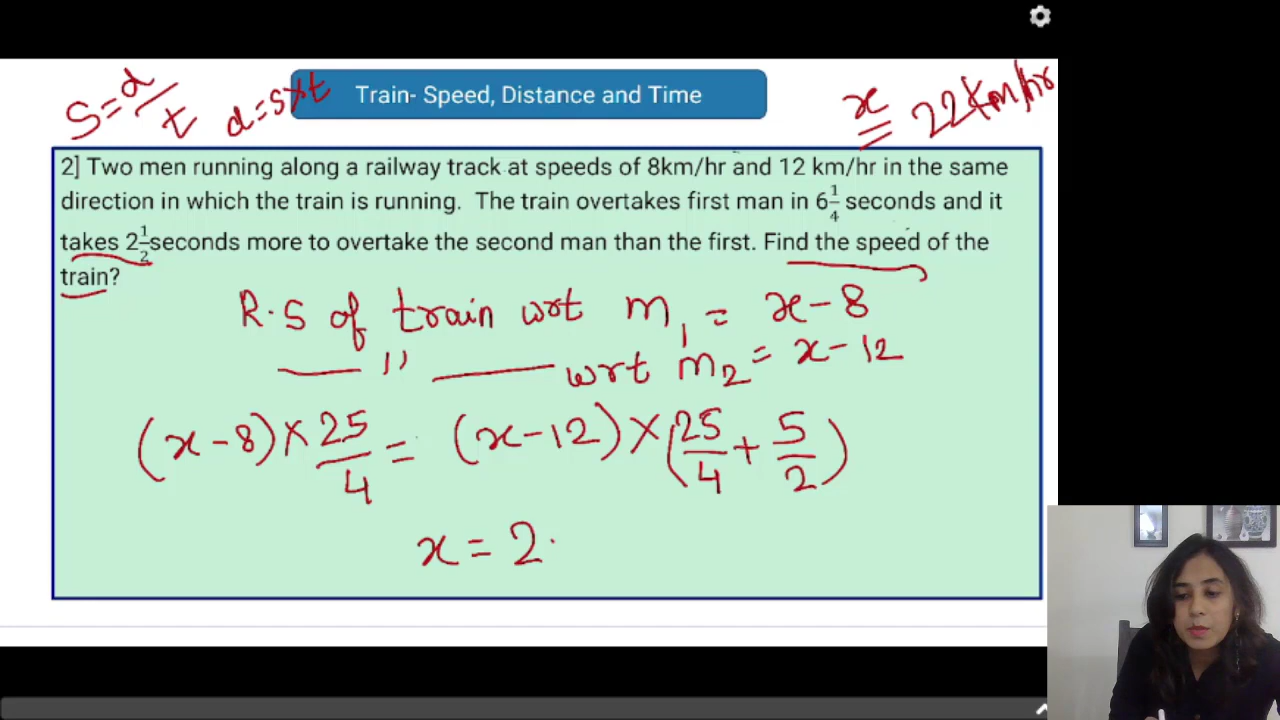 S = d/t
d = s×t
Train- Speed, Distance and Time
x 22 Km/hr
2] Two men running along a railway track at speeds of 8km/hr and 12 km/hr in the same
direction in which the train is running. The train overtakes first man in 6 1/4 seconds and it
takes 2 1/2 seconds more to overtake the second man than the first. Find the speed of the
train?
R.S of train wrt m₁ = x - 8
—— " —— wrt m₂ = x - 12
(x - 8) × 25/4 = (x - 12) × (25/4 + 5/2)
x = 2.